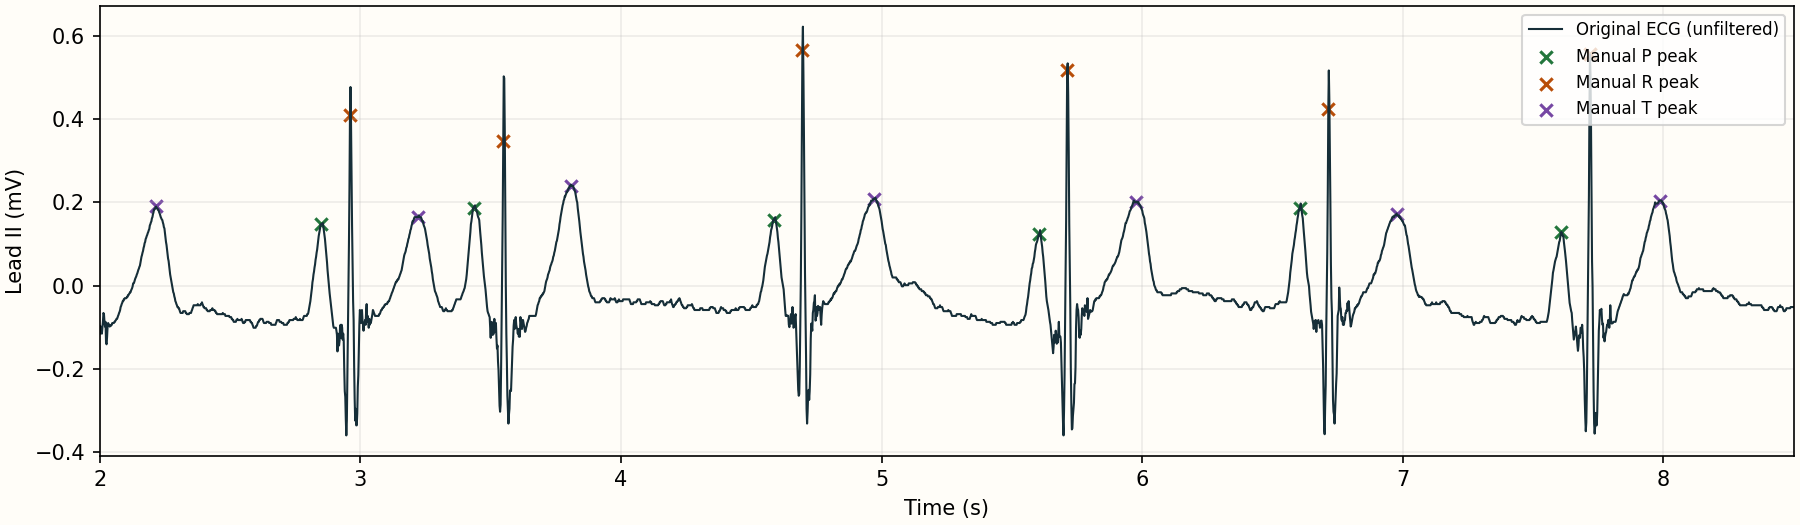 Original ECG (unfiltered)
Manual P peak
Manual R peak
Manual T peak
Lead II (mV)
0.6
0.4
0.2
0.0
−0.2
−0.4
2 3 4 5 6 7 8
Time (s)